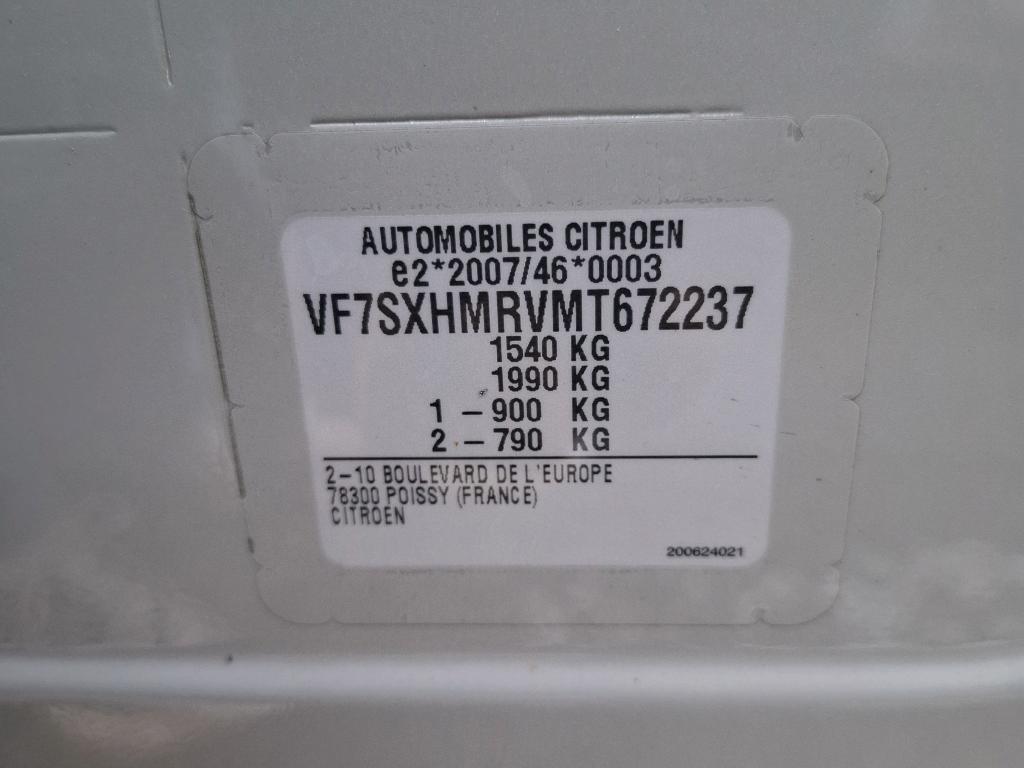 AUTOMOBILES CITROEN
e2*2007/46*0003
VF7SXHMRVMT672237
1540 KG
1990 KG
1 - 900 KG
2 - 790 KG
2-10 BOULEVARD DE L'EUROPE
78300 POISSY (FRANCE)
CITROEN
200624021